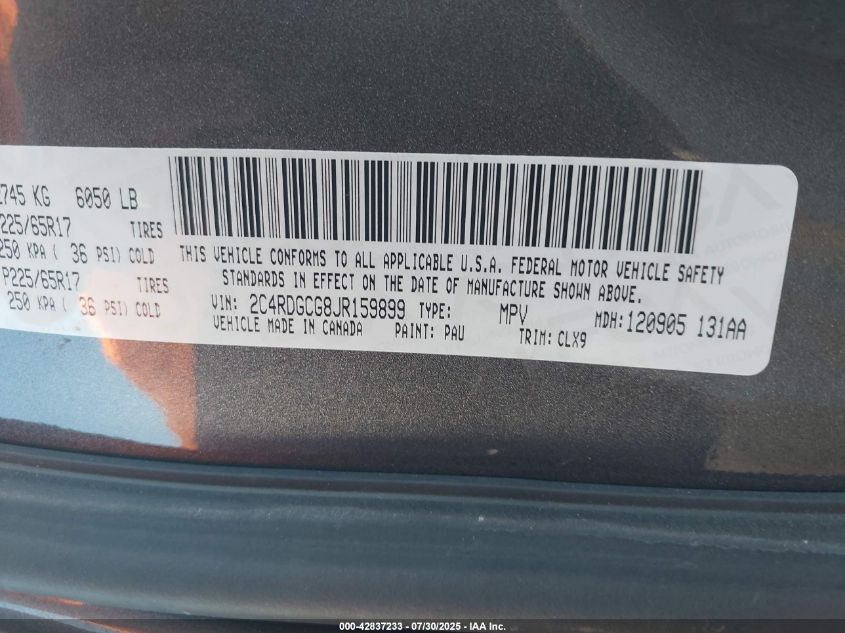 745 KG 6050 LB
225/65R17 TIRES
250 KPA ( 36 PSI) COLD
P225/65R17 TIRES
250 KPA ( 36 PSI) COLD
THIS VEHICLE CONFORMS TO ALL APPLICABLE U.S.A. FEDERAL MOTOR VEHICLE SAFETY
STANDARDS IN EFFECT ON THE DATE OF MANUFACTURE SHOWN ABOVE.
VIN: 2C4RDGCG8JR159899 TYPE: MPV MDH:120905 131AA
VEHICLE MADE IN CANADA PAINT: PAU TRIM: CLX9
000-42837233 - 07/30/2025 - IAA Inc.